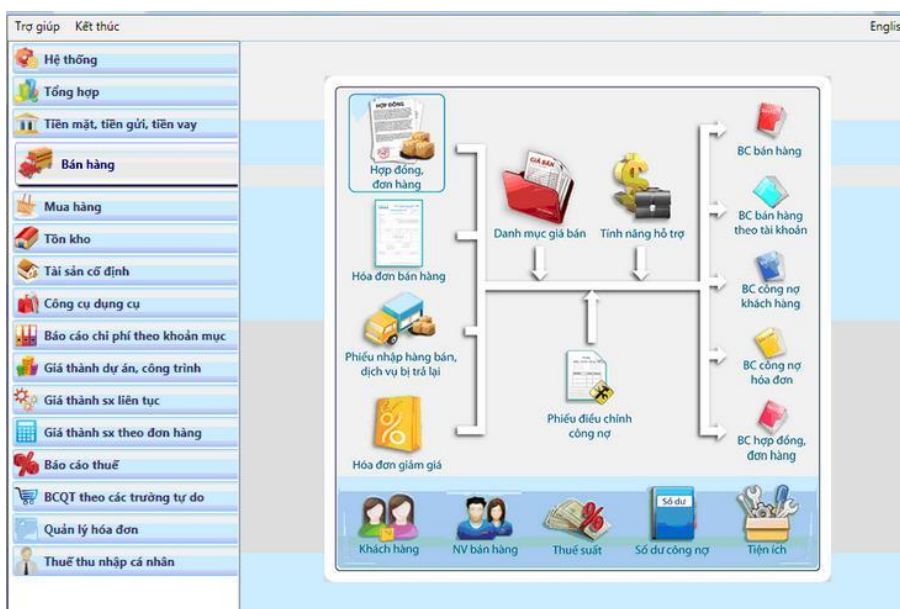 Trợ giúp Kết thúc
Englis
Hệ thống
Tổng hợp
Tiền mặt, tiền gửi, tiền vay
Bán hàng
Mua hàng
Tồn kho
Tài sản cố định
Công cụ dụng cụ
Báo cáo chi phí theo khoản mục
Giá thành dự án, công trình
Giá thành sx liên tục
Giá thành sx theo đơn hàng
Báo cáo thuế
BCQT theo các trường tự do
Quản lý hóa đơn
Thuế thu nhập cá nhân
HỢP ĐỒNG
Hợp đồng,
đơn hàng
Hóa đơn bán hàng
Phiếu nhập hàng bán,
dịch vụ bị trả lại
Hóa đơn giảm giá
GIÁ BÁN
Danh mục giá bán
Tính năng hỗ trợ
Phiếu điều chỉnh
công nợ
BC bán hàng
BC bán hàng
theo tài khoản
BC công nợ
khách hàng
BC công nợ
hóa đơn
BC hợp đồng,
đơn hàng
Khách hàng
NV bán hàng
Thuế suất
Số dư
Số dư công nợ
Tiện ích